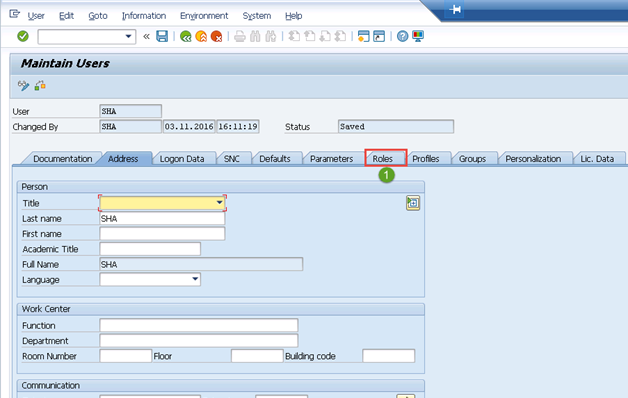 User Edit Goto Information Environment System Help
Maintain Users
User SHA
Changed By SHA 03.11.2016 16:11:19 Status Saved
Documentation Address Logon Data SNC Defaults Parameters Roles Profiles Groups Personalization Lic. Data
1
Person
Title
Last name SHA
First name
Academic Title
Full Name SHA
Language
Work Center
Function
Department
Room Number Floor Building code
Communication